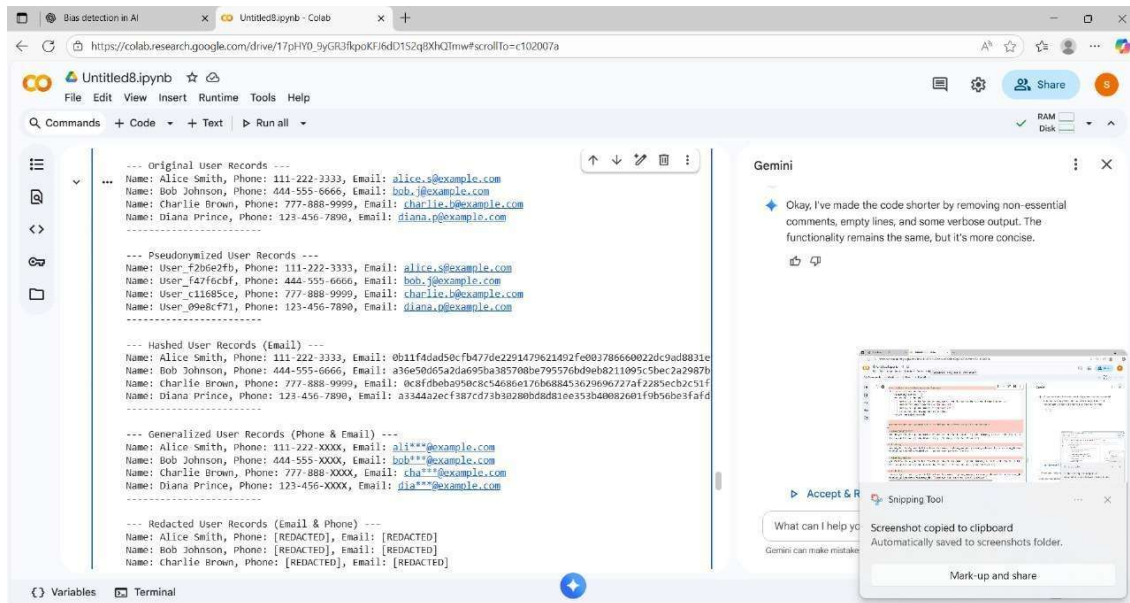 Bias detection in AI
Untitled8.ipynb - Colab
Untitled8.ipynb
File Edit View Insert Runtime Tools Help
Share
S
Commands + Code + Text Run all
RAM
Disk
--- Original User Records ---
Name: Alice Smith, Phone: 111-222-3333, Email: alice.s@example.com
Name: Bob Johnson, Phone: 444-555-6666, Email: bob.j@example.com
Name: Charlie Brown, Phone: 777-888-9999, Email: charlie.b@example.com
Name: Diana Prince, Phone: 123-456-7890, Email: diana.p@example.com
------------------------
--- Pseudonymized User Records ---
Name: User_f2b6e2fb, Phone: 111-222-3333, Email: alice.s@example.com
Name: User_f47f6cbf, Phone: 444-555-6666, Email: bob.j@example.com
Name: User_c11685ce, Phone: 777-888-9999, Email: charlie.b@example.com
Name: User_09e8cf71, Phone: 123-456-7890, Email: diana.p@example.com
------------------------
--- Hashed User Records (Email) ---
Name: Alice Smith, Phone: 111-222-3333, Email:
Name: Bob Johnson, Phone: 444-555-6666, Email:
Name: Charlie Brown, Phone: 777-888-9999, Email:
Name: Diana Prince, Phone: 123-456-7890, Email:
------------------------
--- Generalized User Records (Phone & Email) ---
Name: Alice Smith, Phone: 111-222-XXXX, Email: ali***@example.com
Name: Bob Johnson, Phone: 444-555-XXXX, Email: bob***@example.com
Name: Charlie Brown, Phone: 777-888-XXXX, Email: cha***@example.com
Name: Diana Prince, Phone: 123-456-XXXX, Email: dia***@example.com
------------------------
--- Redacted User Records (Email & Phone) ---
Name: Alice Smith, Phone: [REDACTED], Email: [REDACTED]
Name: Bob Johnson, Phone: [REDACTED], Email: [REDACTED]
Name: Charlie Brown, Phone: [REDACTED], Email: [REDACTED]
Gemini
Okay, I've made the code shorter by removing non-essential
comments, empty lines, and some verbose output. The
functionality remains the same, but it's more concise.
Accept & R
What can I help yo
Gemini can make mistake
Snipping Tool
Screenshot copied to clipboard
Automatically saved to screenshots folder.
Mark-up and share
Variables
Terminal